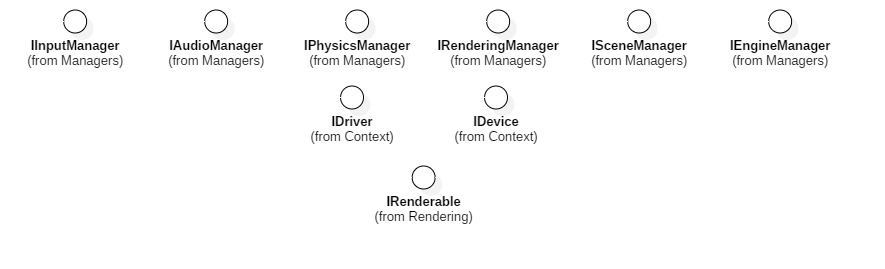 IInputManager
(from Managers)
IAudioManager
(from Managers)
IPhysicsManager
(from Managers)
IRenderingManager
(from Managers)
ISceneManager
(from Managers)
IEngineManager
(from Managers)
IDriver
(from Context)
IDevice
(from Context)
IRenderable
(from Rendering)